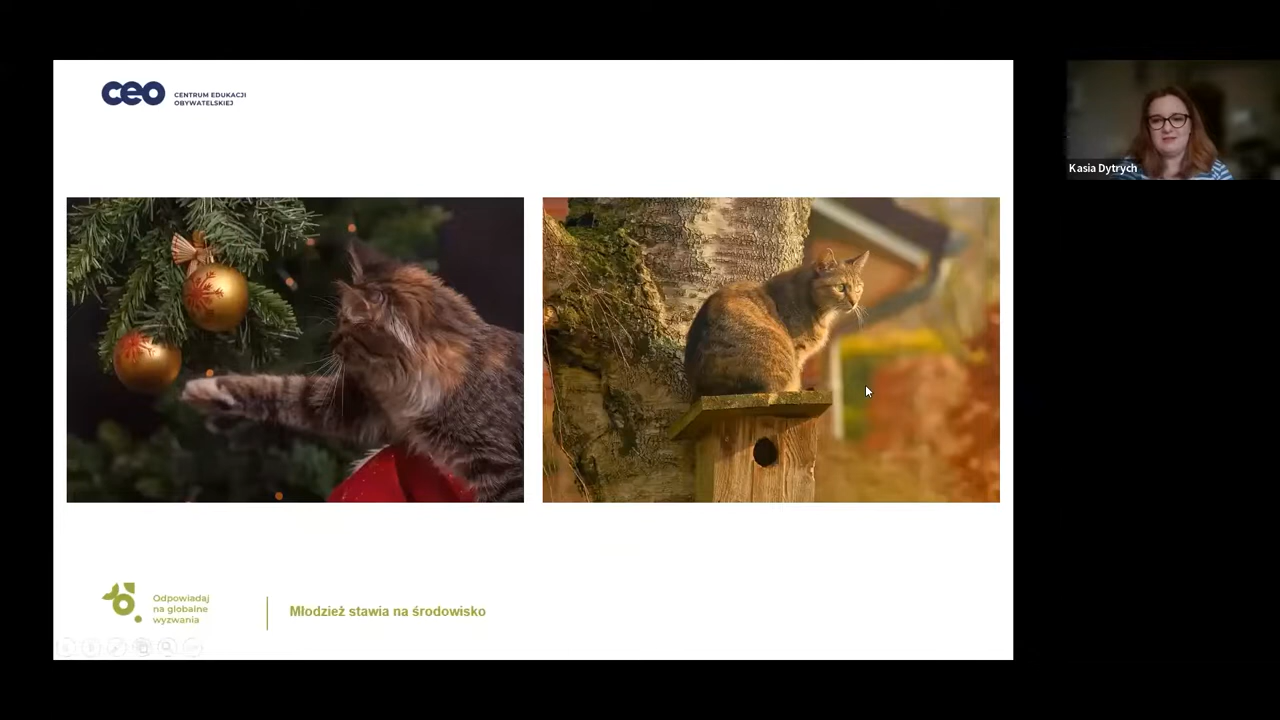 ceo
CENTRUM EDUKACJI
OBYWATELSKIEJ
Kasia Dytrych
Odpowiadaj
na globalne
wyzwania
Młodzież stawia na środowisko